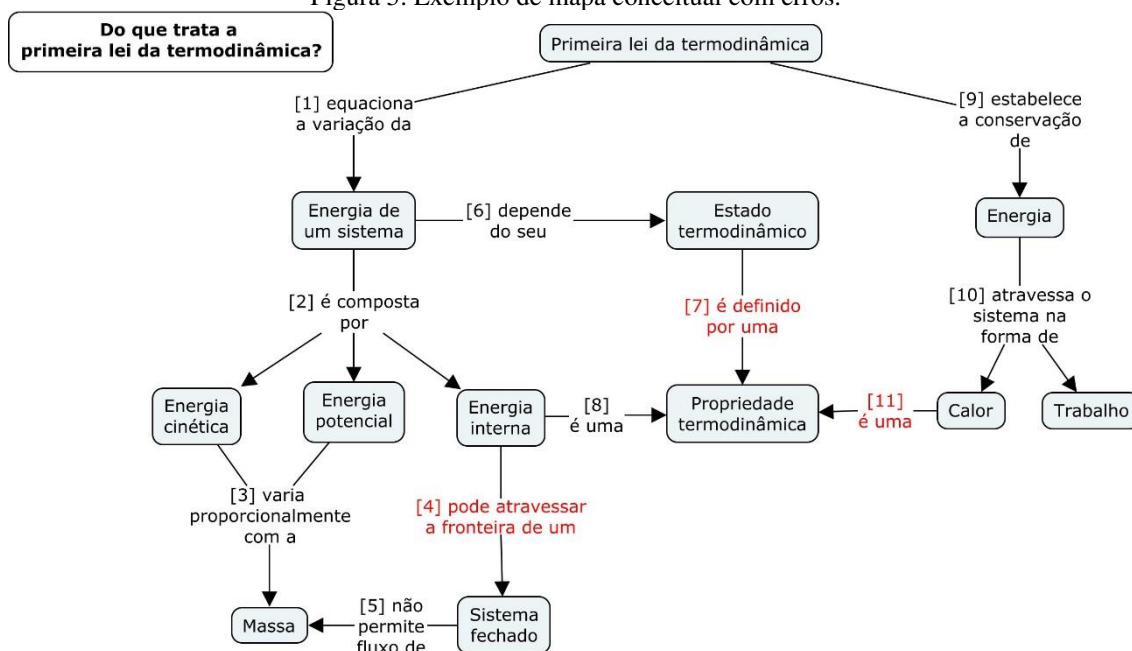 Figura 3. Exemplo de mapa conceitual com erros.
Do que trata a
primeira lei da termodinâmica?
Primeira lei da termodinâmica
[1] equaciona
a variação da
[9] estabelece
a conservação
de
Energia de
um sistema
[6] depende
do seu
Estado
termodinâmico
Energia
[2] é composta
por
[7] é definido
por uma
[10] atravessa o
sistema na
forma de
Energia
cinética
Energia
potencial
Energia
interna
[8]
é uma
Propriedade
termodinâmica
[11]
é uma
Calor
Trabalho
[3] varia
proporcionalmente
com a
[4] pode atravessar
a fronteira de um
Massa
[5] não
permite
fluxo de
Sistema
fechado